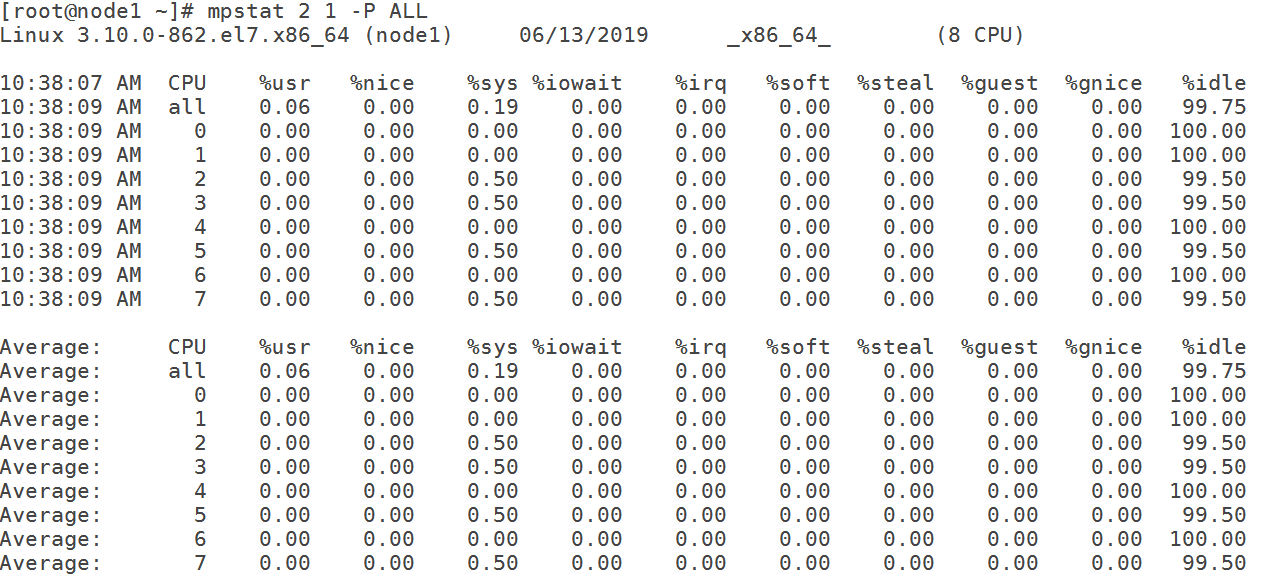 [root@node1 ~]# mpstat 2 1 -P ALL
Linux 3.10.0-862.el7.x86_64 (node1)     06/13/2019      _x86_64_        (8 CPU)

10:38:07 AM  CPU    %usr   %nice    %sys %iowait    %irq   %soft  %steal  %guest  %gnice   %idle
10:38:09 AM  all    0.06    0.00    0.19    0.00    0.00    0.00    0.00    0.00    0.00   99.75
10:38:09 AM    0    0.00    0.00    0.00    0.00    0.00    0.00    0.00    0.00    0.00  100.00
10:38:09 AM    1    0.00    0.00    0.00    0.00    0.00    0.00    0.00    0.00    0.00  100.00
10:38:09 AM    2    0.00    0.00    0.50    0.00    0.00    0.00    0.00    0.00    0.00   99.50
10:38:09 AM    3    0.00    0.00    0.50    0.00    0.00    0.00    0.00    0.00    0.00   99.50
10:38:09 AM    4    0.00    0.00    0.00    0.00    0.00    0.00    0.00    0.00    0.00  100.00
10:38:09 AM    5    0.00    0.00    0.50    0.00    0.00    0.00    0.00    0.00    0.00   99.50
10:38:09 AM    6    0.00    0.00    0.00    0.00    0.00    0.00    0.00    0.00    0.00  100.00
10:38:09 AM    7    0.00    0.00    0.50    0.00    0.00    0.00    0.00    0.00    0.00   99.50

Average:     CPU    %usr   %nice    %sys %iowait    %irq   %soft  %steal  %guest  %gnice   %idle
Average:     all    0.06    0.00    0.19    0.00    0.00    0.00    0.00    0.00    0.00   99.75
Average:       0    0.00    0.00    0.00    0.00    0.00    0.00    0.00    0.00    0.00  100.00
Average:       1    0.00    0.00    0.00    0.00    0.00    0.00    0.00    0.00    0.00  100.00
Average:       2    0.00    0.00    0.50    0.00    0.00    0.00    0.00    0.00    0.00   99.50
Average:       3    0.00    0.00    0.50    0.00    0.00    0.00    0.00    0.00    0.00   99.50
Average:       4    0.00    0.00    0.00    0.00    0.00    0.00    0.00    0.00    0.00  100.00
Average:       5    0.00    0.00    0.50    0.00    0.00    0.00    0.00    0.00    0.00   99.50
Average:       6    0.00    0.00    0.00    0.00    0.00    0.00    0.00    0.00    0.00  100.00
Average:       7    0.00    0.00    0.50    0.00    0.00    0.00    0.00    0.00    0.00   99.50